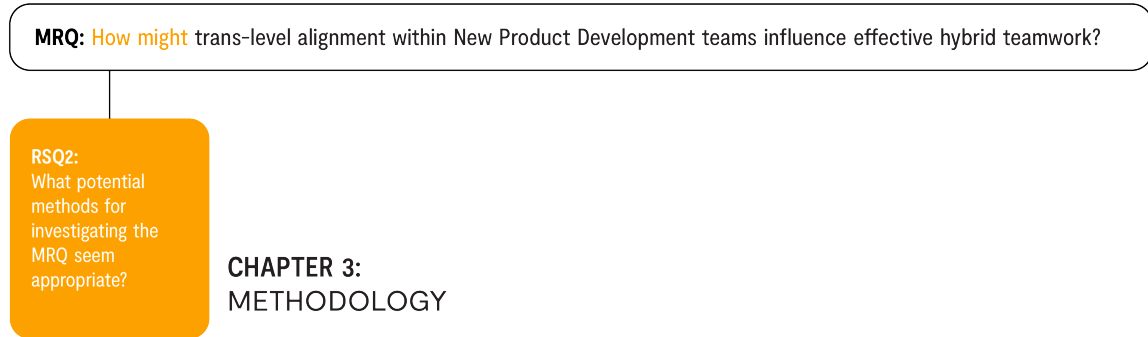 MRQ: How might trans-level alignment within New Product Development teams influence effective hybrid teamwork?
RSQ2:
What potential
methods for
investigating the
MRQ seem
appropriate?
CHAPTER 3:
METHODOLOGY